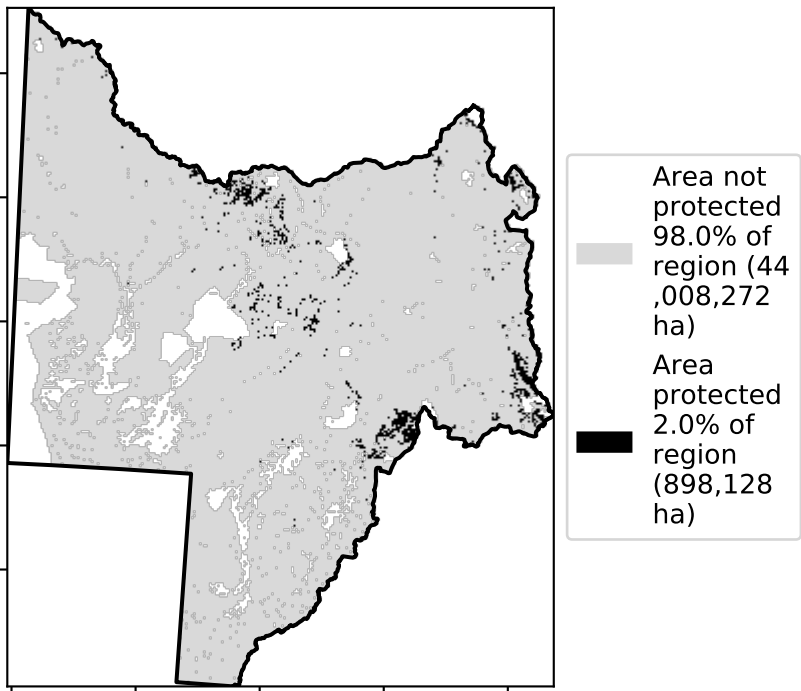 Area not
protected
98.0% of
region (44
,008,272
ha)
Area
protected
2.0% of
region
(898,128
ha)